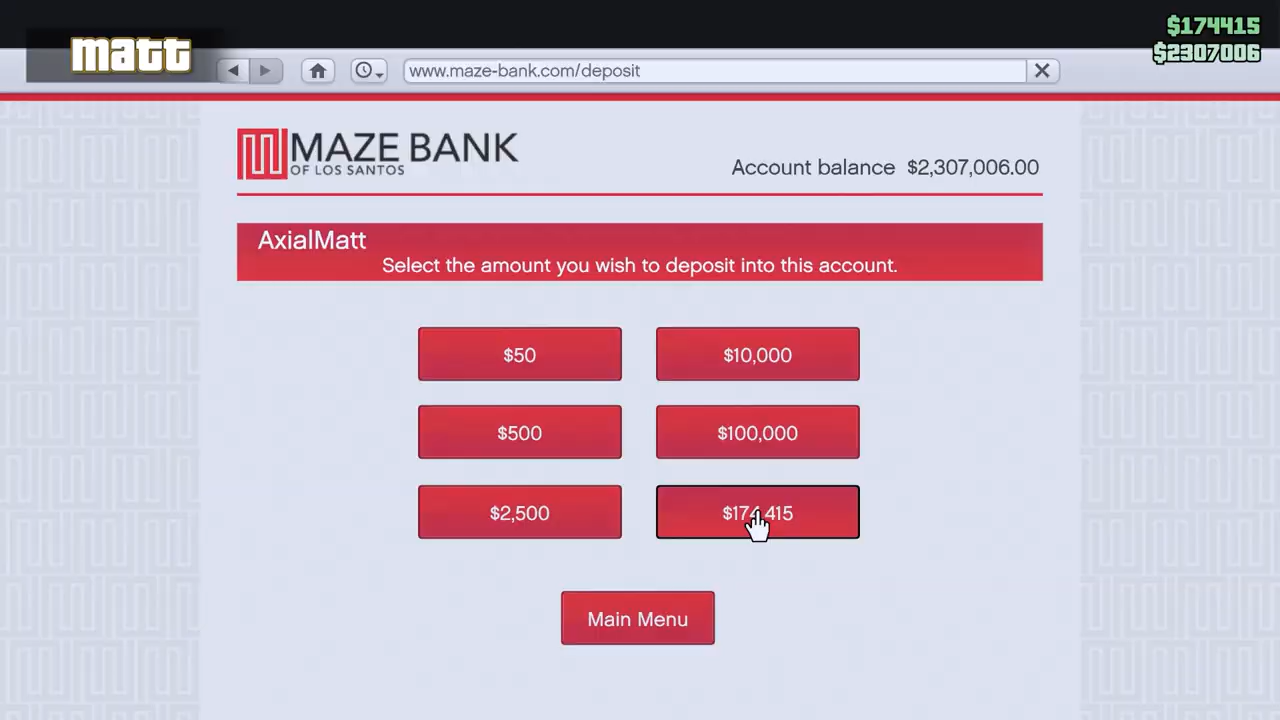 matt
$174415
$2307006
www.maze-bank.com/deposit
MAZE BANK
OF LOS SANTOS
Account balance $2,307,006.00
AxialMatt
Select the amount you wish to deposit into this account.
$50
$10,000
$500
$100,000
$2,500
$174,415
Main Menu